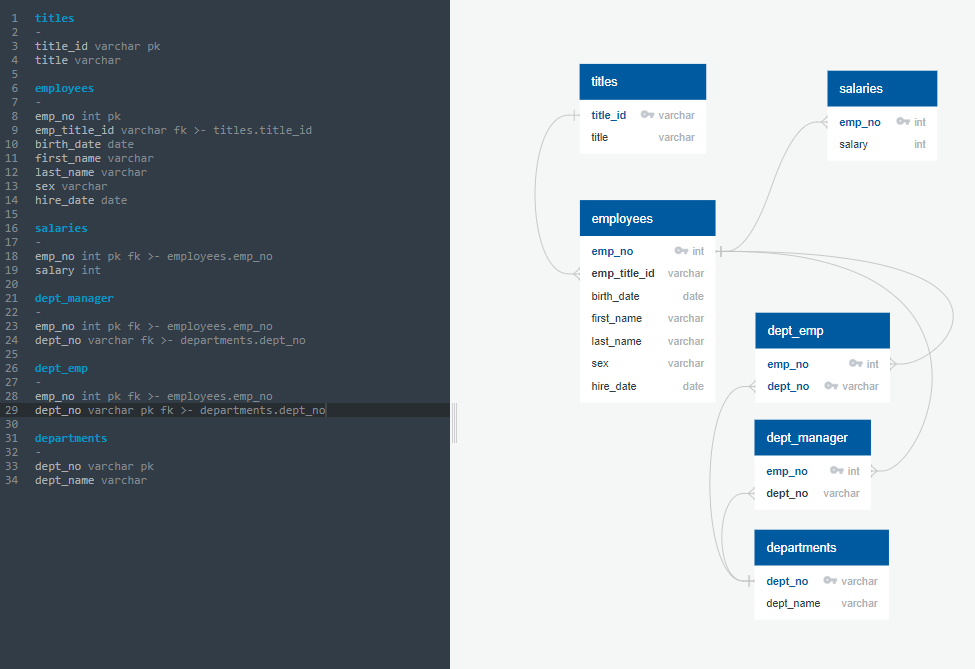 1 titles
2 -
3 title_id varchar pk
4 title varchar
5
6 employees
7 -
8 emp_no int pk
9 emp_title_id varchar fk >- titles.title_id
10 birth_date date
11 first_name varchar
12 last_name varchar
13 sex varchar
14 hire_date date
15
16 salaries
17 -
18 emp_no int pk fk >- employees.emp_no
19 salary int
20
21 dept_manager
22 -
23 emp_no int pk fk >- employees.emp_no
24 dept_no varchar fk >- departments.dept_no
25
26 dept_emp
27 -
28 emp_no int pk fk >- employees.emp_no
29 dept_no varchar pk fk >- departments.dept_no
30
31 departments
32 -
33 dept_no varchar pk
34 dept_name varchar
titles
title_id varchar
title varchar
salaries
emp_no int
salary int
employees
emp_no int
emp_title_id varchar
birth_date date
first_name varchar
last_name varchar
sex varchar
hire_date date
dept_emp
emp_no int
dept_no varchar
dept_manager
emp_no int
dept_no varchar
departments
dept_no varchar
dept_name varchar